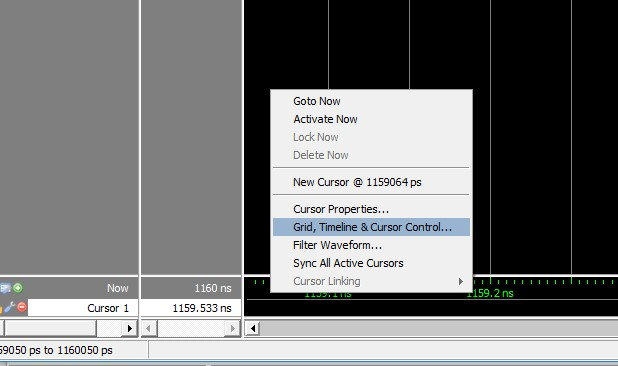 Goto Now
Activate Now
Lock Now
Delete Now
New Cursor @ 1159064 ps
Cursor Properties...
Grid, Timeline & Cursor Control...
Filter Waveform...
Sync All Active Cursors
Cursor Linking
Now 1160 ns
Cursor 1 1159.533 ns
1159.1 ns 1159.2 ns
59050 ps to 1160050 ps